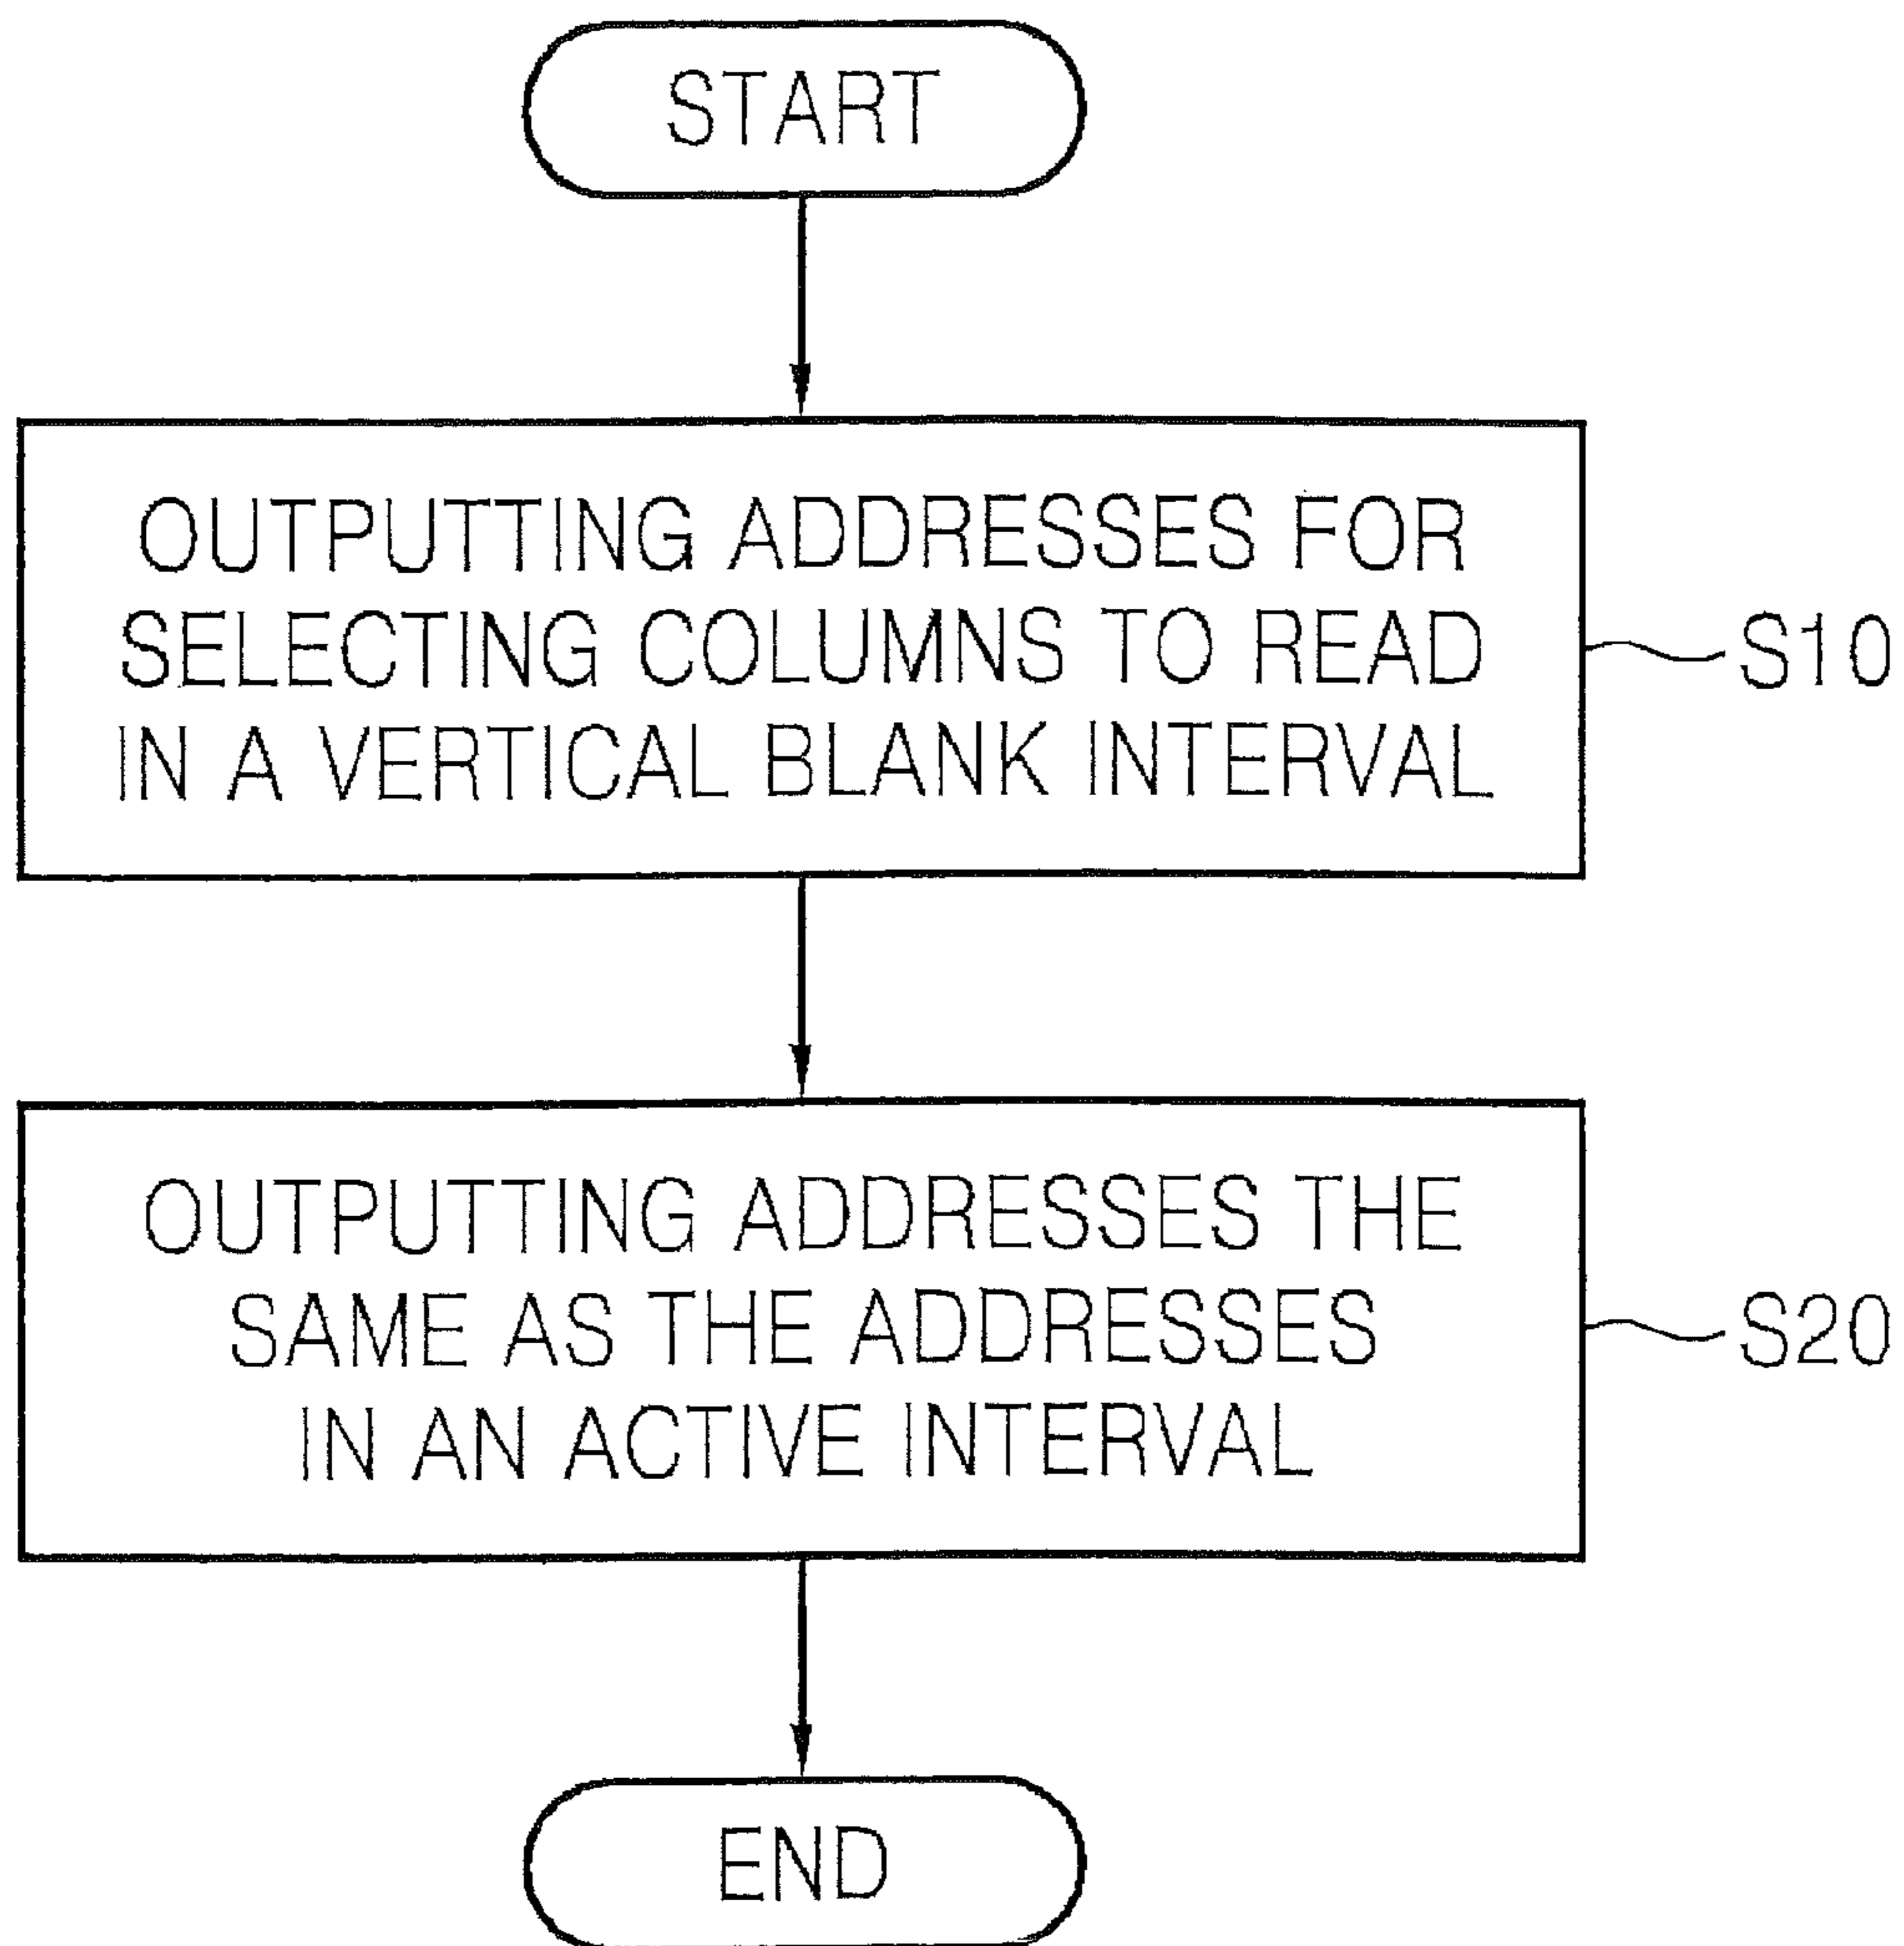 START
OUTPUTTING ADDRESSES FOR
SELECTING COLUMNS TO READ
IN A VERTICAL BLANK INTERVAL
S10
OUTPUTTING ADDRESSES THE
SAME AS THE ADDRESSES
IN AN ACTIVE INTERVAL
S20
END